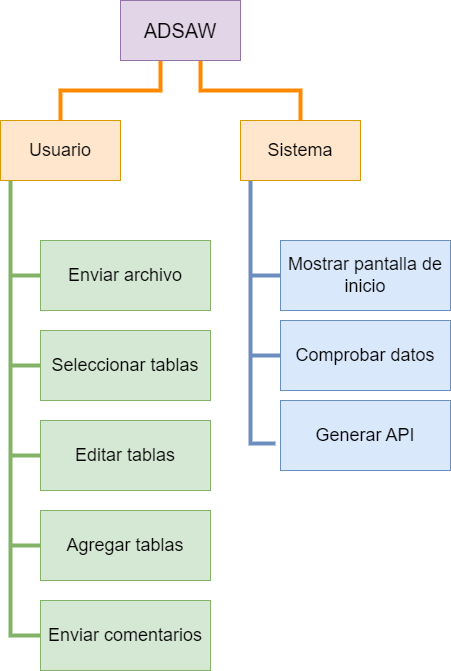 ADSAW
Usuario
Sistema
Enviar archivo
Seleccionar tablas
Editar tablas
Agregar tablas
Enviar comentarios
Mostrar pantalla de
inicio
Comprobar datos
Generar API